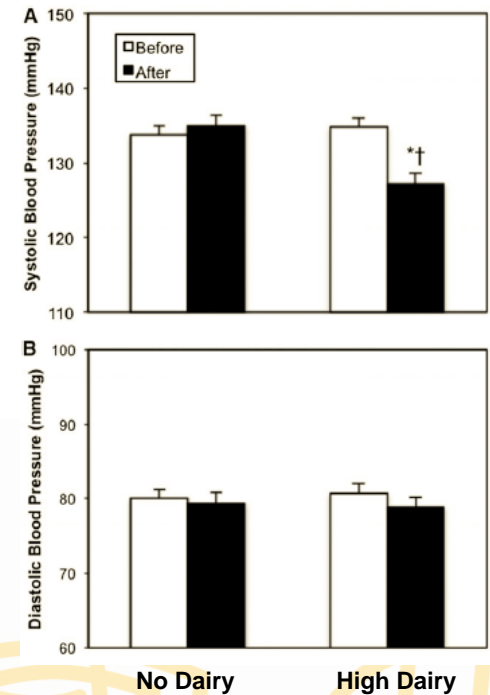 A
Systolic Blood Pressure (mmHg)
150
140
130
120
110
□Before
■After
*†
B
Diastolic Blood Pressure (mmHg)
100
90
80
70
60
No Dairy
High Dairy